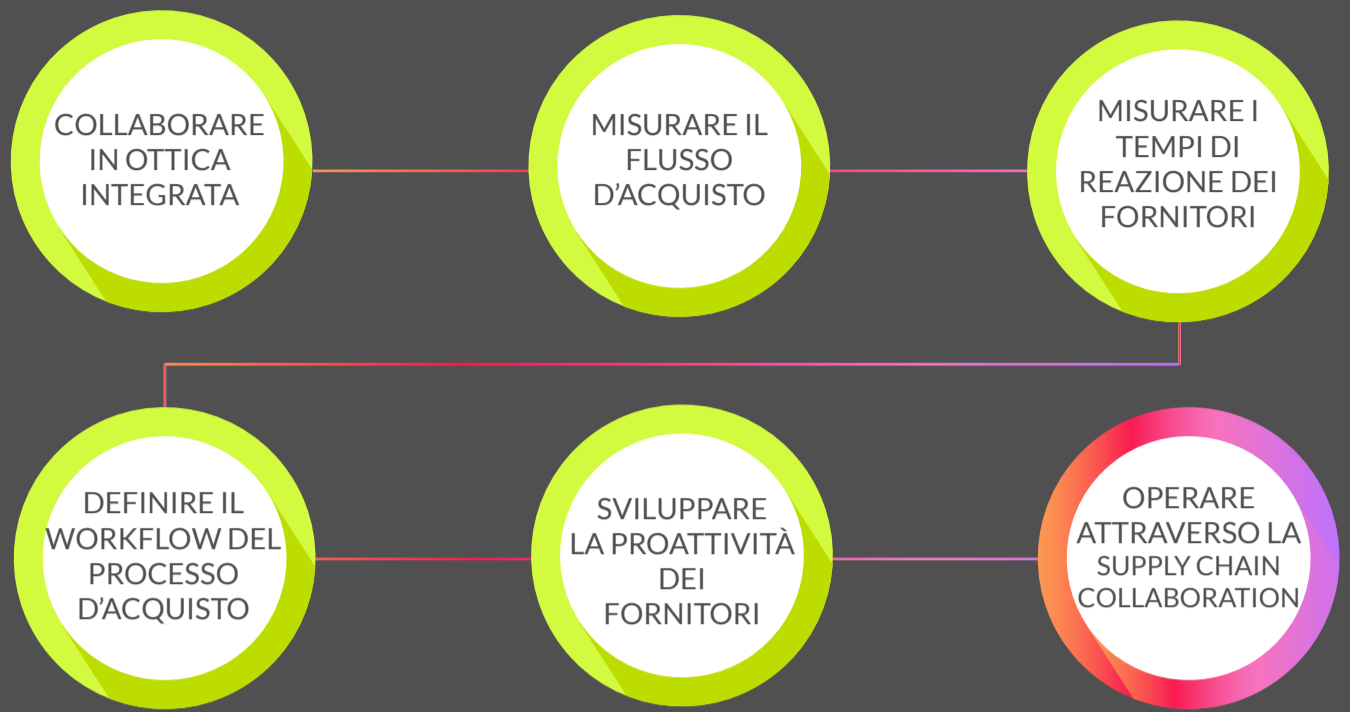 COLLABORARE
IN OTTICA
INTEGRATA
MISURARE IL
FLUSSO
D’ACQUISTO
MISURARE I
TEMPI DI
REAZIONE DEI
FORNITORI
DEFINIRE IL
WORKFLOW DEL
PROCESSO
D’ACQUISTO
SVILUPPARE
LA PROATTIVITÀ
DEI
FORNITORI
OPERARE
ATTRAVERSO LA
SUPPLY CHAIN
COLLABORATION